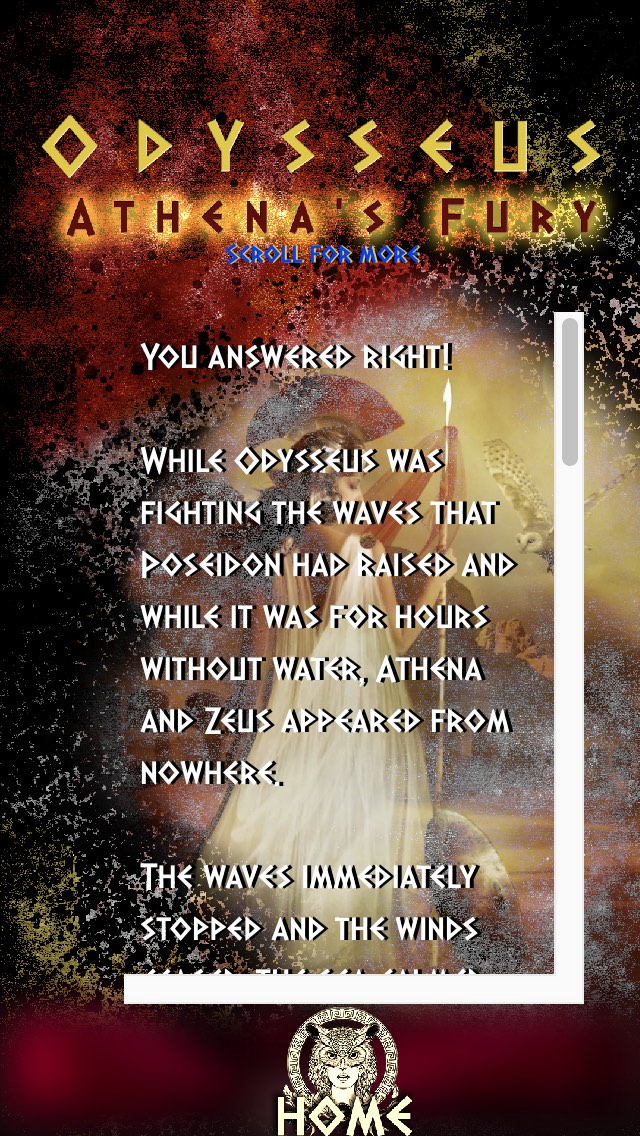 Odysseus
Athena's Fury
Scroll for more
You answered right!
While Odysseus was
fighting the waves that
Poseidon had raised and
while it was for hours
without water, Athena
and Zeus appeared from
nowhere.
The waves immediately
stopped and the winds
HOME